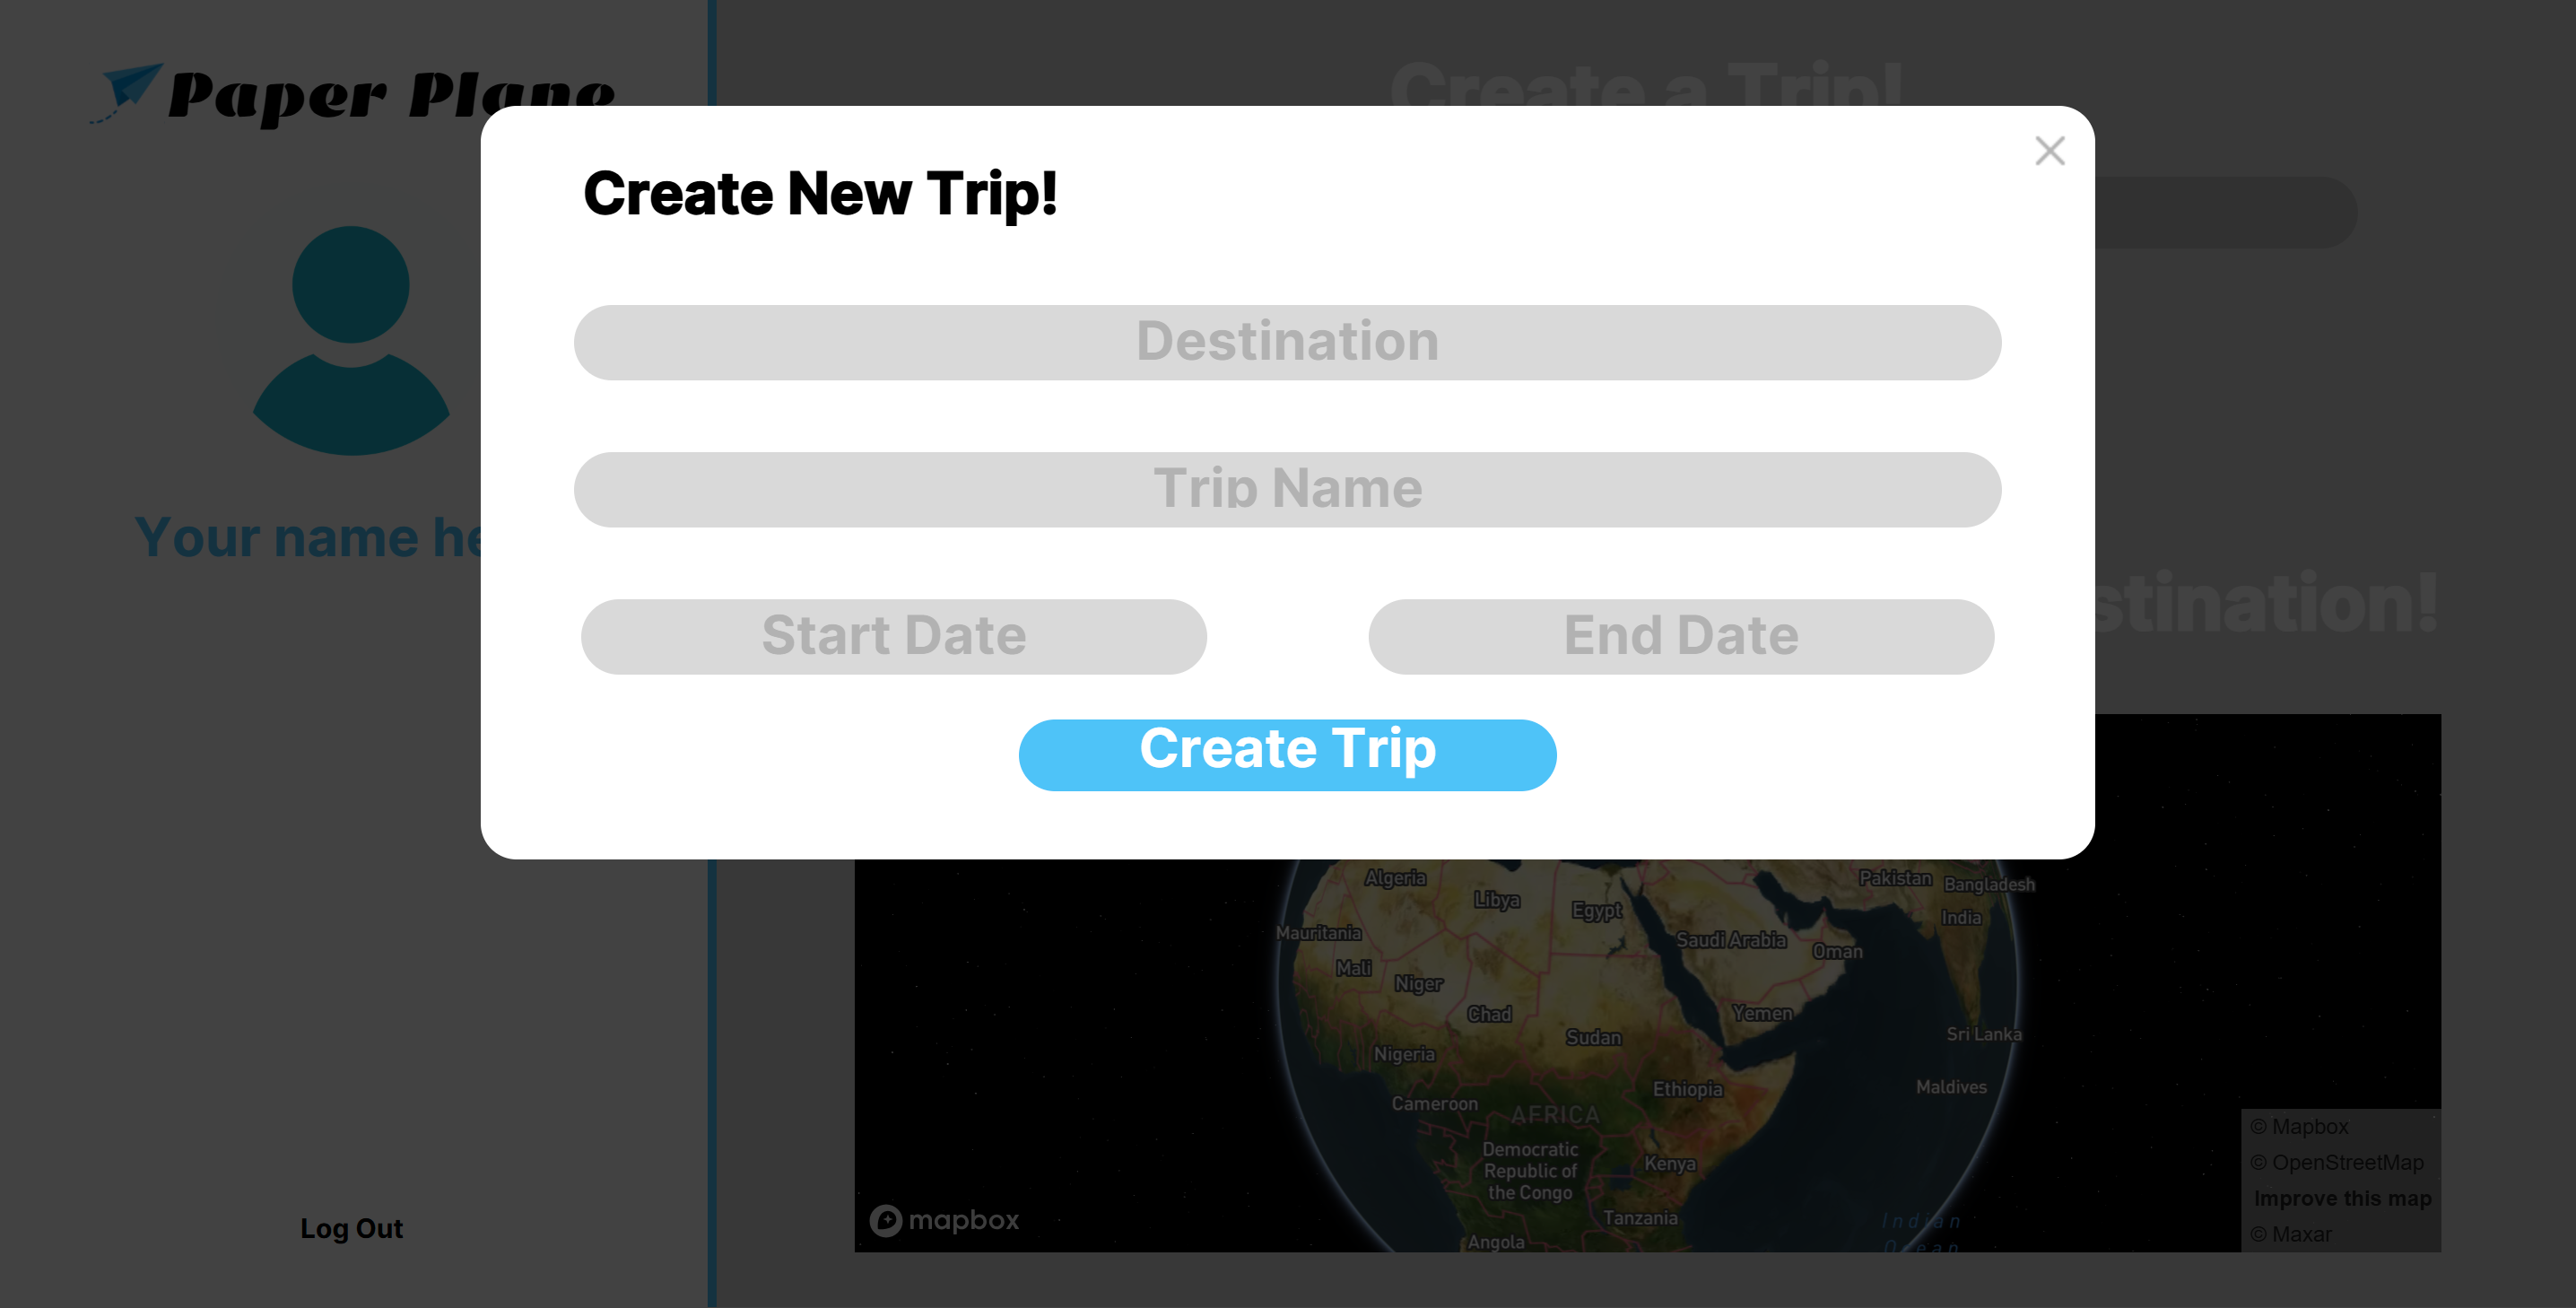 Paper Plane
Create a Trip!
Create New Trip!
Destination
Trip Name
Your name he
Start Date
End Date
stination!
Create Trip
Algeria
Libya
Egypt
Pakistan
Bangladesh
India
Mauritania
Saudi Arabia
Oman
Mali
Niger
Chad
Yemen
Sudan
Sri Lanka
Nigeria
Ethiopia
Maldives
Cameroon
AFRICA
Democratic
Republic of
the Congo
Kenya
Tanzania
Angola
Indian
Ocean
mapbox
© Mapbox
© OpenStreetMap
Improve this map
© Maxar
Log Out